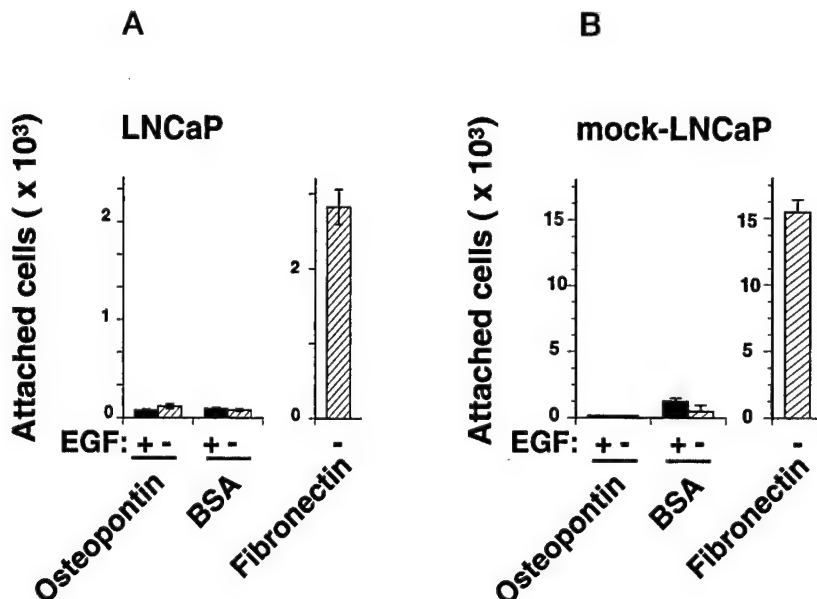 A
B
LNCaP
mock-LNCaP
Attached cells ( x 10³)
2
1
0
2
0
EGF: + - + - -
Osteopontin
BSA
Fibronectin
Attached cells ( x 10³)
15
10
5
0
15
10
5
0
EGF: + - + - -
Osteopontin
BSA
Fibronectin